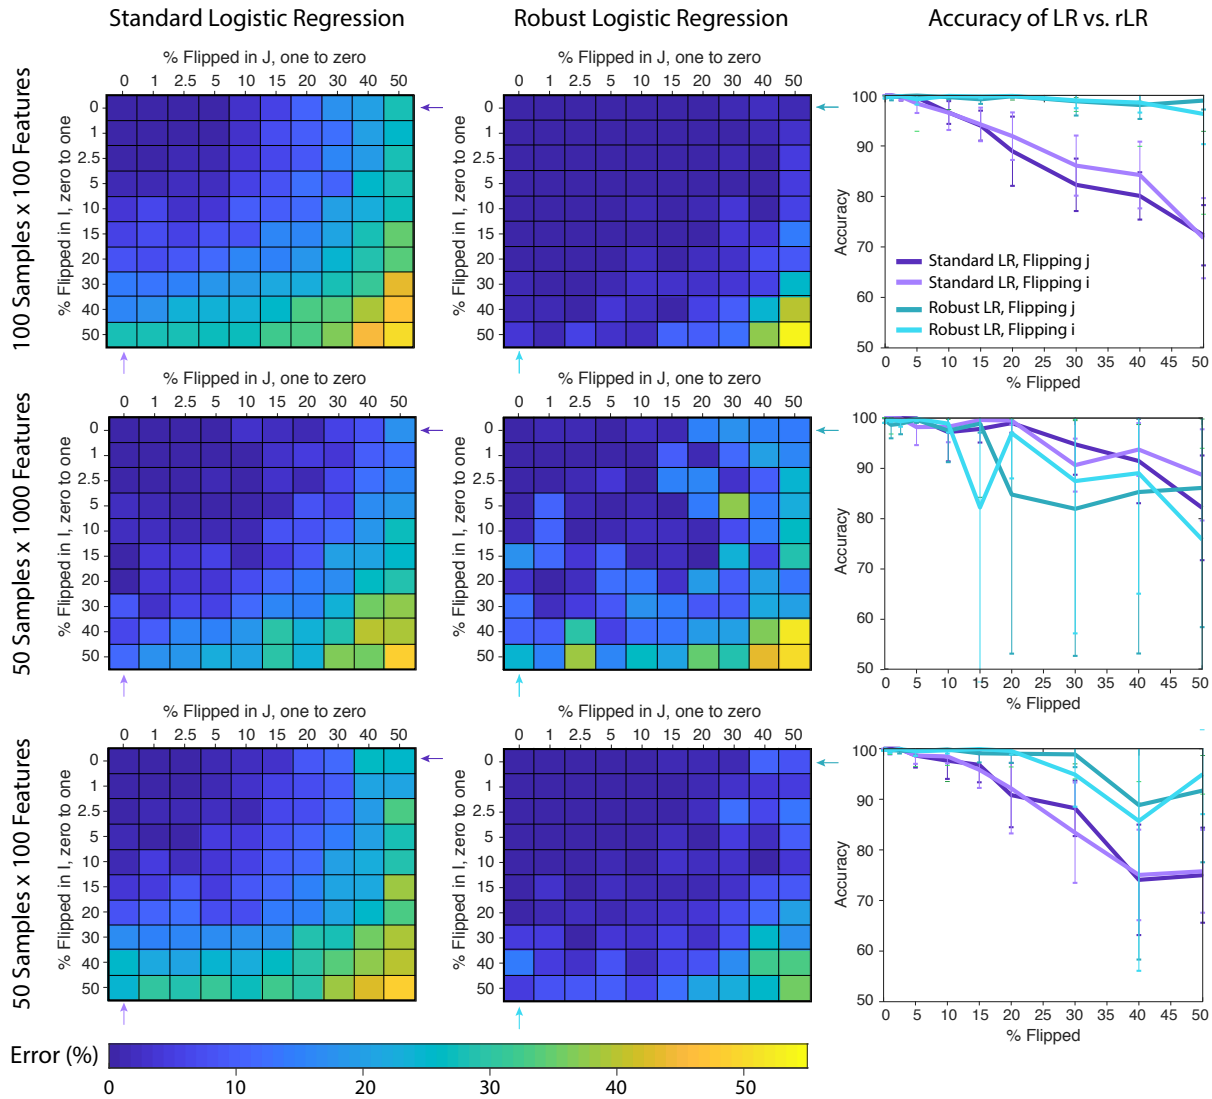 Standard Logistic Regression
Robust Logistic Regression
Accuracy of LR vs. rLR
100 Samples x 100 Features
% Flipped in J, one to zero
0 1 2.5 5 10 15 20 30 40 50
% Flipped in I, zero to one
0
1
2.5
5
10
15
20
30
40
50
% Flipped in J, one to zero
0 1 2.5 5 10 15 20 30 40 50
% Flipped in I, zero to one
0
1
2.5
5
10
15
20
30
40
50
Accuracy
100
90
80
70
60
50
Standard LR, Flipping j
Standard LR, Flipping i
Robust LR, Flipping j
Robust LR, Flipping i
0 5 10 15 20 25 30 35 40 45 50
% Flipped
50 Samples x 1000 Features
% Flipped in J, one to zero
0 1 2.5 5 10 15 20 30 40 50
% Flipped in I, zero to one
0
1
2.5
5
10
15
20
30
40
50
% Flipped in J, one to zero
0 1 2.5 5 10 15 20 30 40 50
% Flipped in I, zero to one
0
1
2.5
5
10
15
20
30
40
50
Accuracy
100
90
80
70
60
50
0 5 10 15 20 25 30 35 40 45 50
% Flipped
50 Samples x 100 Features
% Flipped in J, one to zero
0 1 2.5 5 10 15 20 30 40 50
% Flipped in I, zero to one
0
1
2.5
5
10
15
20
30
40
50
% Flipped in J, one to zero
0 1 2.5 5 10 15 20 30 40 50
% Flipped in I, zero to one
0
1
2.5
5
10
15
20
30
40
50
Accuracy
100
90
80
70
60
50
0 5 10 15 20 25 30 35 40 45 50
% Flipped
Error (%)
0 10 20 30 40 50